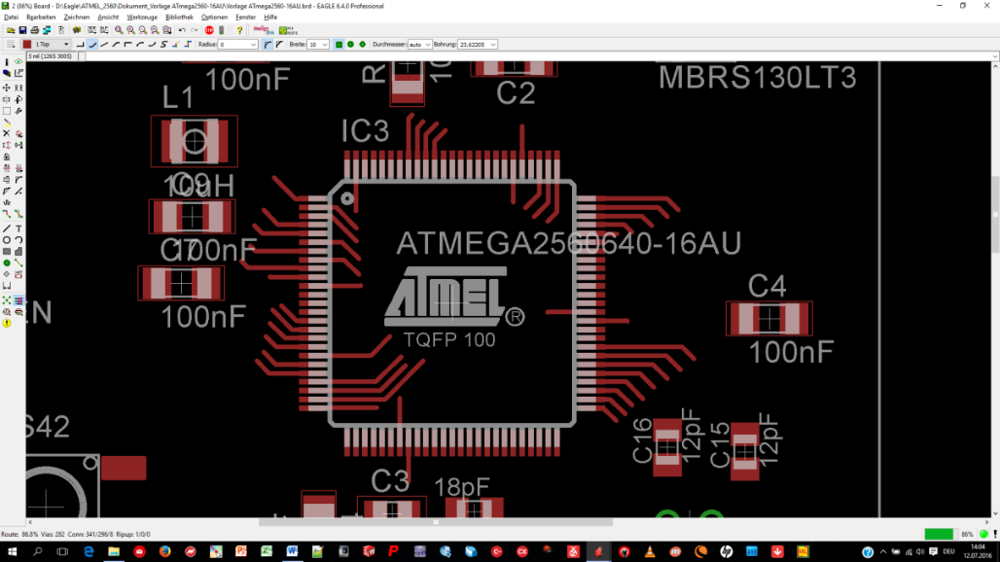 2 (86%) Board - D:\Eagle\ATMEL_2560\Dokument_Vorlage ATmega2560-16AU\Vorlage ATmega2560-16AU.brd - EAGLE 6.4.0 Professional
Datei Bearbeiten Zeichnen Ansicht Werkzeuge Bibliothek Optionen Fenster Hilfe
1 Top Radius: 0 Breite: 10 Durchmesser: auto Bohrung: 23.62205
5 mil (1265 3005)
100nF
R
10
C2
MBRS130LT3
L1
IC3
10uH
C9
100nF
C17
100nF
ATMEGA2560640-16AU
ATMEL
®
TQFP 100
C4
100nF
EN
S42
C16
12pF
C15
12pF
C3
18pF
Route: 86.8% Vias: 282 Conn: 341/296/8 Ripup: 1/0/0
86%
14:04
DEU
12.07.2016